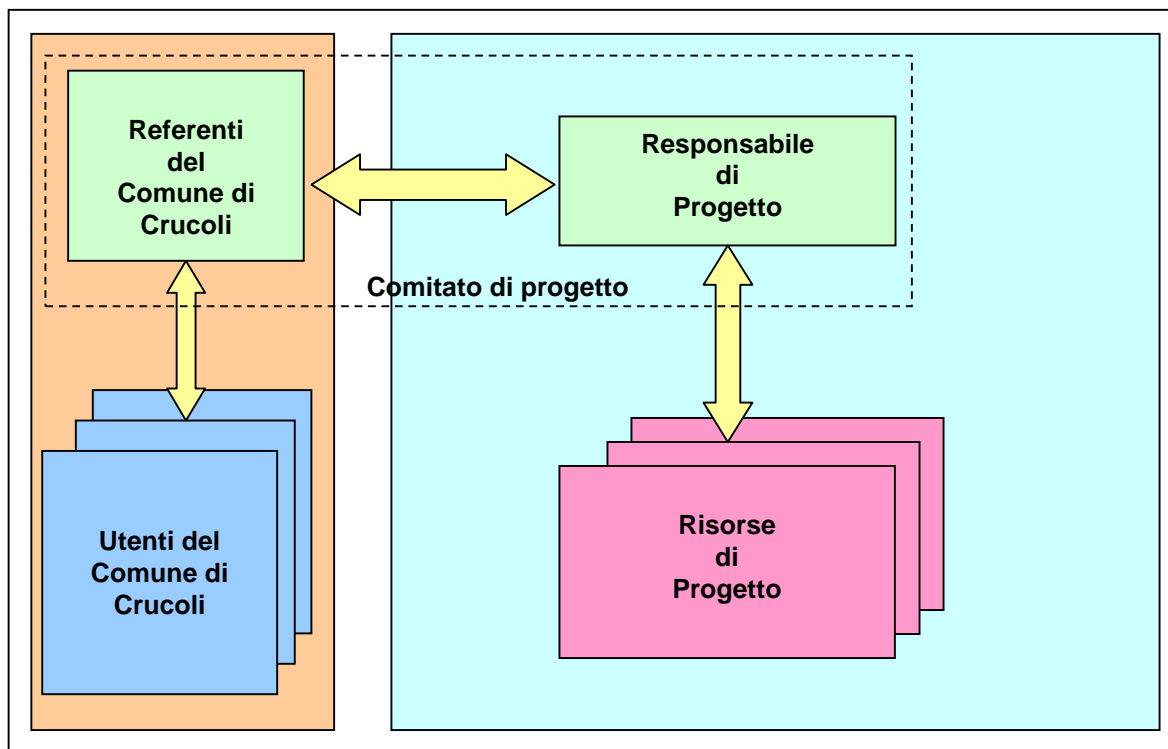 Referenti
del
Comune di
Crucoli
Responsabile
di
Progetto
Comitato di progetto
Utenti del
Comune di
Crucoli
Risorse
di
Progetto